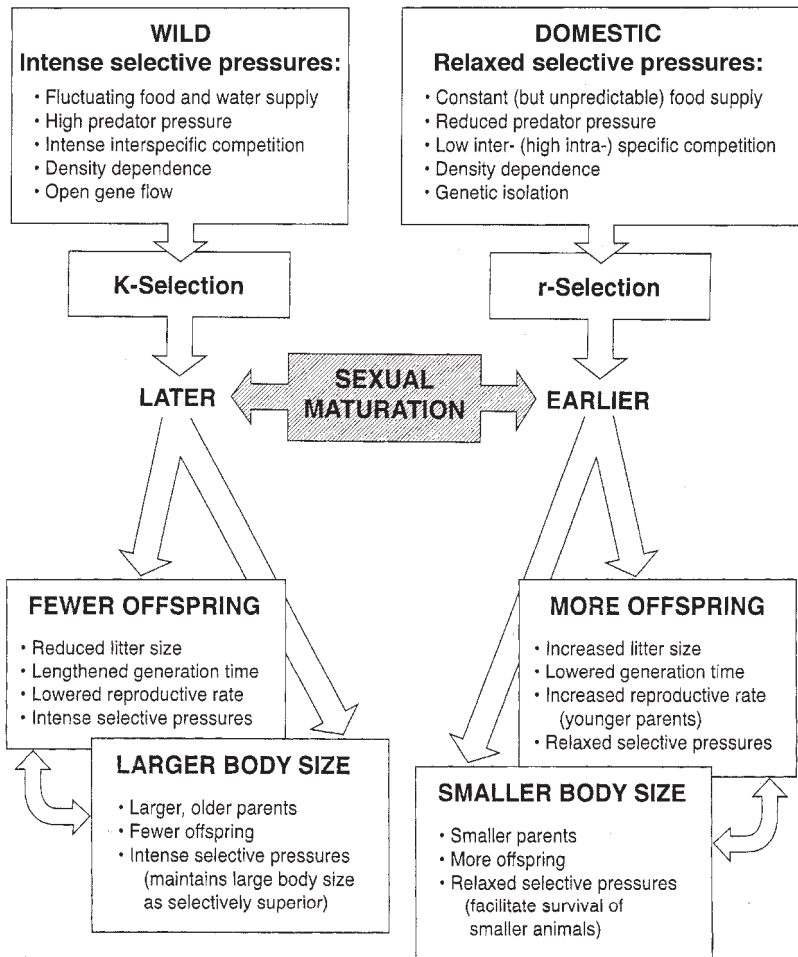 WILD
Intense selective pressures:
• Fluctuating food and water supply
• High predator pressure
• Intense interspecific competition
• Density dependence
• Open gene flow
DOMESTIC
Relaxed selective pressures:
• Constant (but unpredictable) food supply
• Reduced predator pressure
• Low inter- (high intra-) specific competition
• Density dependence
• Genetic isolation
K-Selection
r-Selection
LATER
SEXUAL
MATURATION
EARLIER
FEWER OFFSPRING
• Reduced litter size
• Lengthened generation time
• Lowered reproductive rate
• Intense selective pressures
LARGER BODY SIZE
• Larger, older parents
• Fewer offspring
• Intense selective pressures
(maintains large body size
as selectively superior)
MORE OFFSPRING
• Increased litter size
• Lowered generation time
• Increased reproductive rate
(younger parents)
• Relaxed selective pressures
SMALLER BODY SIZE
• Smaller parents
• More offspring
• Relaxed selective pressures
(facilitate survival of
smaller animals)